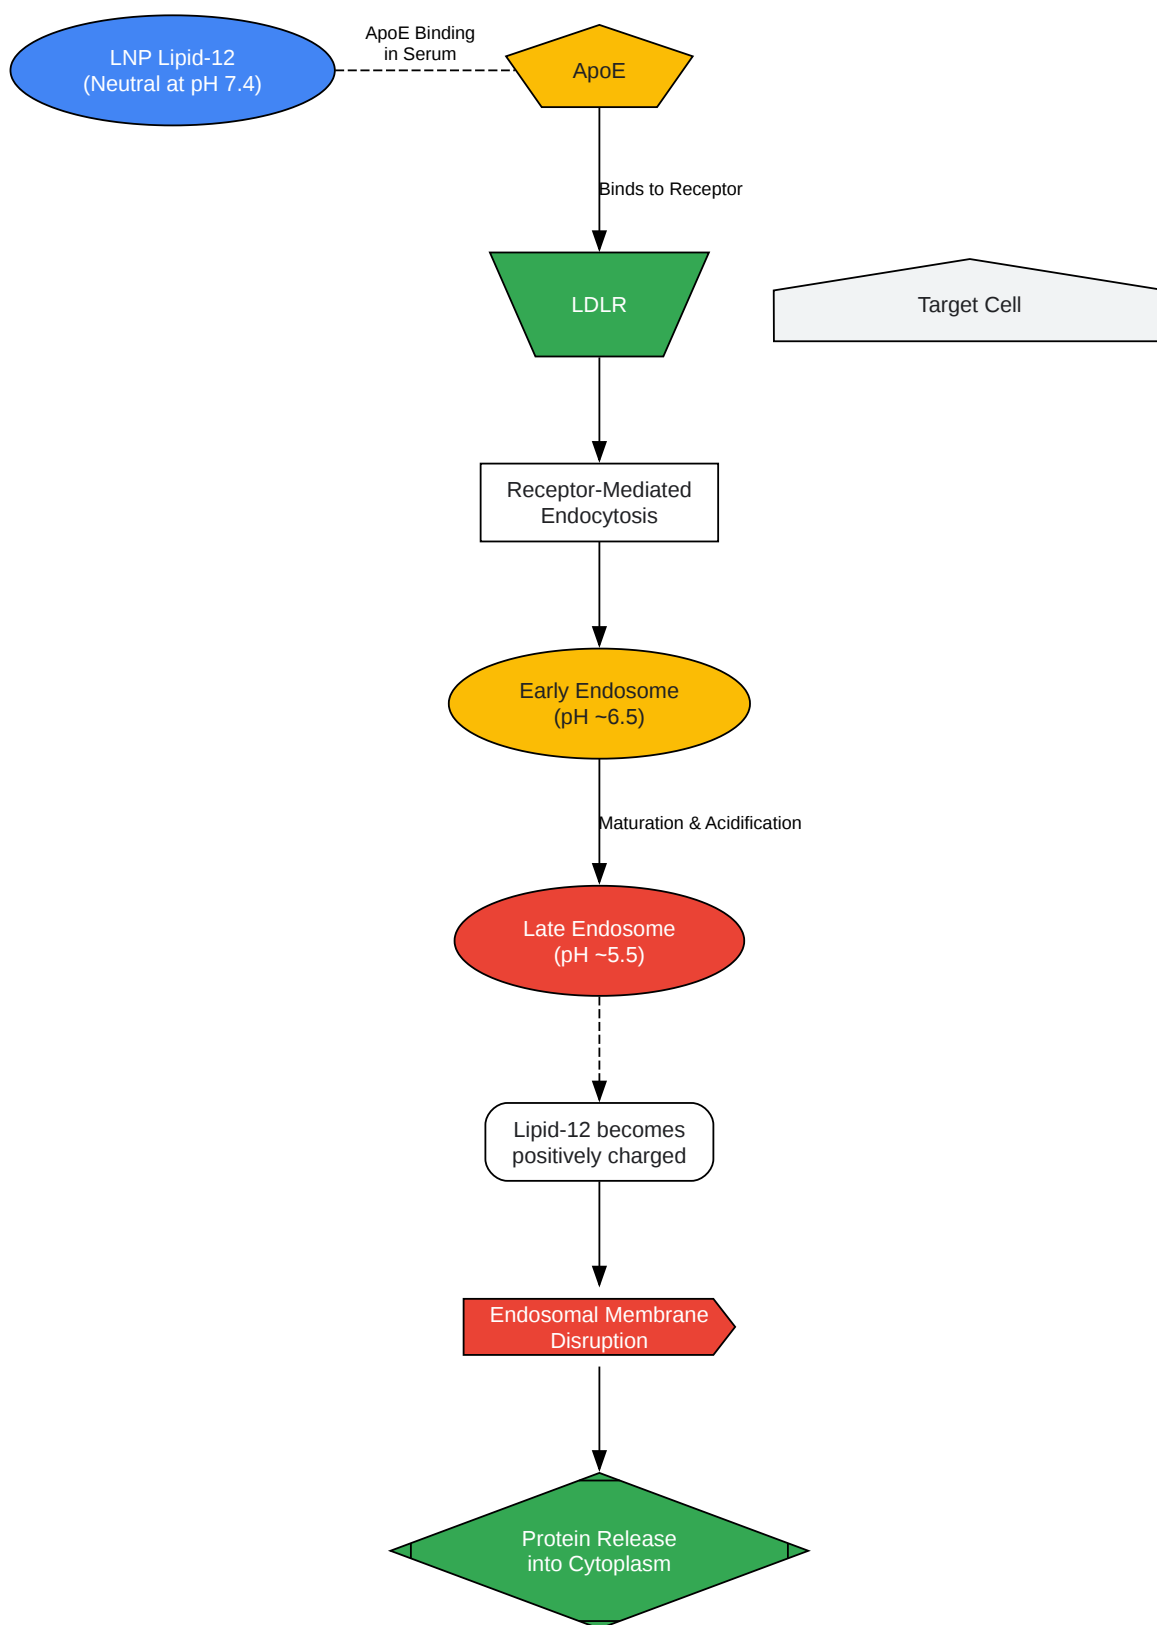 LNP Lipid-12
(Neutral at pH 7.4)
ApoE Binding
in Serum
ApoE
Binds to Receptor
LDLR
Target Cell
Receptor-Mediated
Endocytosis
Early Endosome
(pH ~6.5)
Maturation & Acidification
Late Endosome
(pH ~5.5)
Lipid-12 becomes
positively charged
Endosomal Membrane
Disruption
Protein Release
into Cytoplasm